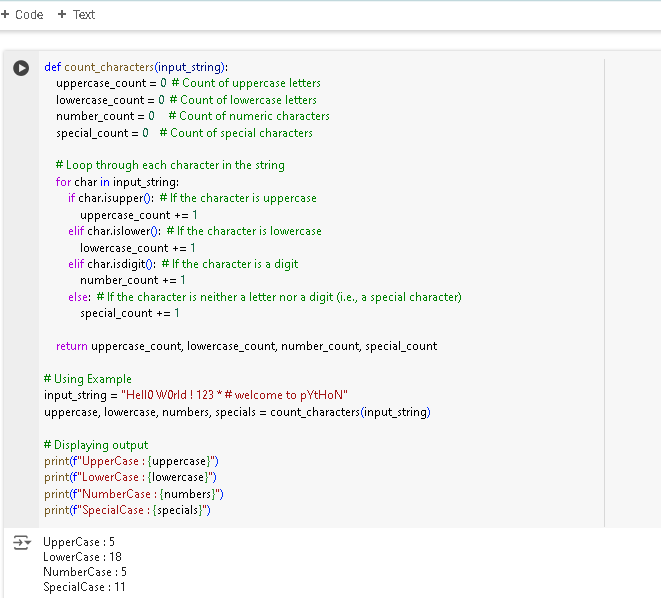 + Code + Text
def count_characters(input_string):
    uppercase_count = 0 # Count of uppercase letters
    lowercase_count = 0 # Count of lowercase letters
    number_count = 0    # Count of numeric characters
    special_count = 0   # Count of special characters

    # Loop through each character in the string
    for char in input_string:
        if char.isupper(): # If the character is uppercase
            uppercase_count += 1
        elif char.islower(): # If the character is lowercase
            lowercase_count += 1
        elif char.isdigit(): # If the character is a digit
            number_count += 1
        else: # If the character is neither a letter nor a digit (i.e., a special character)
            special_count += 1

    return uppercase_count, lowercase_count, number_count, special_count

# Using Example
input_string = "Hell0 W0rld ! 123 * # welcome to pYtHoN"
uppercase, lowercase, numbers, specials = count_characters(input_string)

# Displaying output
print(f"UpperCase : {uppercase}")
print(f"LowerCase : {lowercase}")
print(f"NumberCase : {numbers}")
print(f"SpecialCase : {specials}")
UpperCase : 5
LowerCase : 18
NumberCase : 5
SpecialCase : 11